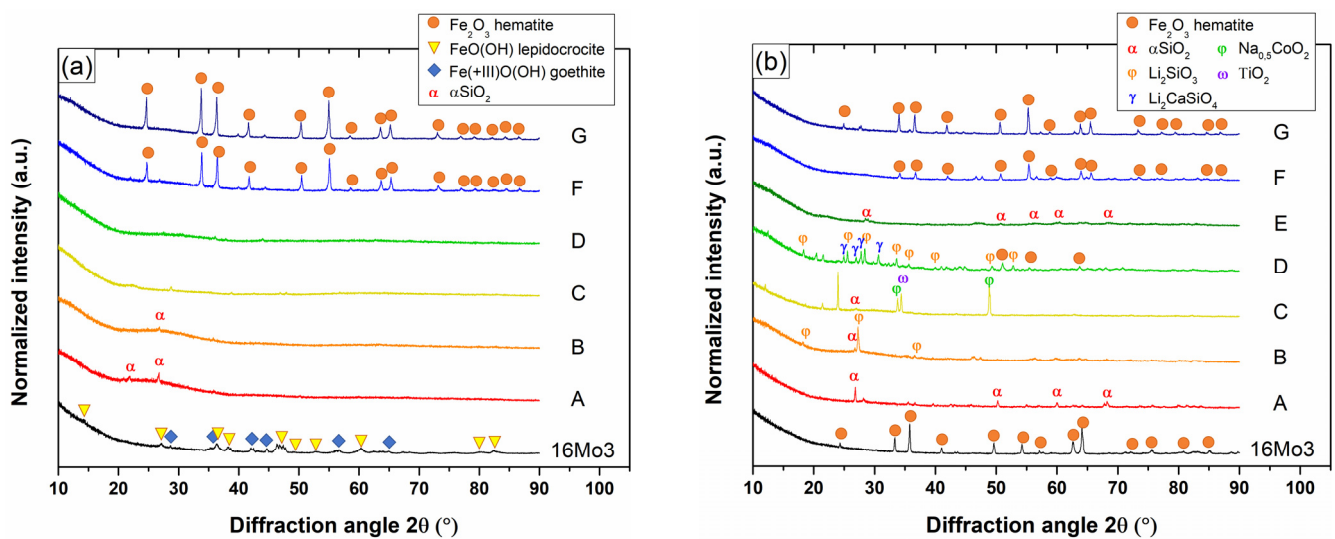 (a)
Fe₂O₃ hematite
FeO(OH) lepidocrocite
Fe(+III)O(OH) goethite
α αSiO₂
Normalized intensity (a.u.)
G
F
D
C
α
B
α α
A
16Mo3
10 20 30 40 50 60 70 80 90 100
Diffraction angle 2θ (°)
(b)
Fe₂O₃ hematite
α αSiO₂ φ Na₀,₅CoO₂
φ Li₂SiO₃ ω TiO₂
γ Li₂CaSiO₄
Normalized intensity (a.u.)
G
F
α α α α α
E
φ γ φ γ γ φ γ φ φ φ φ φ
D
α φ ω φ
C
φ α φ φ
B
α α α α
A
16Mo3
10 20 30 40 50 60 70 80 90 100
Diffraction angle 2θ (°)